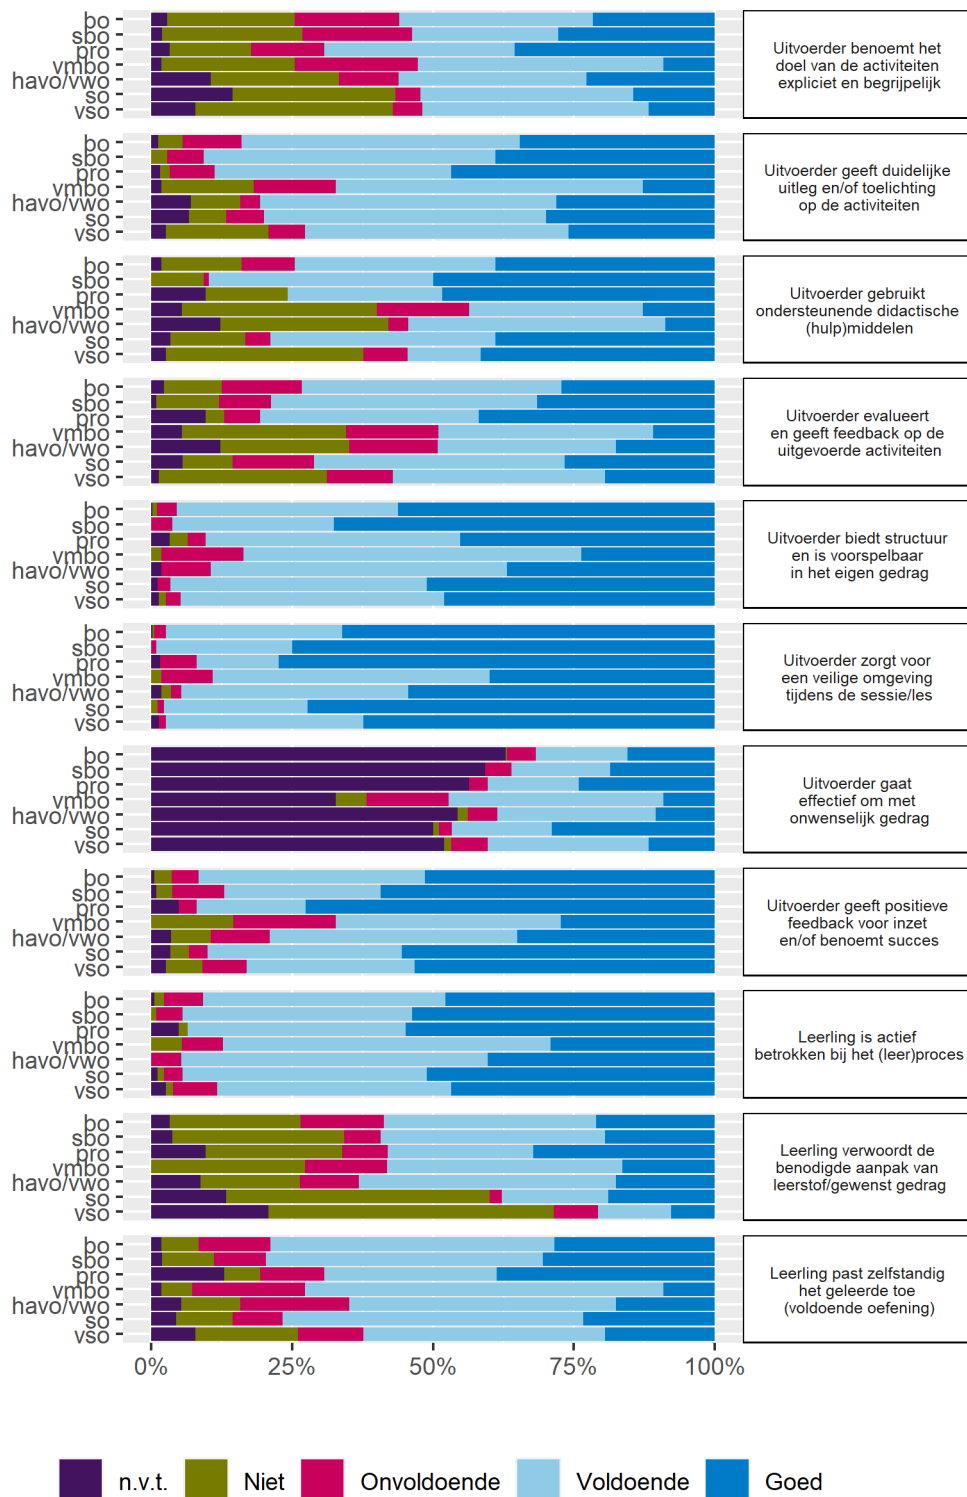 bo
sbo
pro
vmbo
havo/vwo
so
vso
Uitvoerder benoemt het
doel van de activiteiten
expliciet en begrijpelijk
bo
sbo
pro
vmbo
havo/vwo
so
vso
Uitvoerder geeft duidelijke
uitleg en/of toelichting
op de activiteiten
bo
sbo
pro
vmbo
havo/vwo
so
vso
Uitvoerder gebruikt
ondersteunende didactische
(hulp)middelen
bo
sbo
pro
vmbo
havo/vwo
so
vso
Uitvoerder evalueert
en geeft feedback op de
uitgevoerde activiteiten
bo
sbo
pro
vmbo
havo/vwo
so
vso
Uitvoerder biedt structuur
en is voorspelbaar
in het eigen gedrag
bo
sbo
pro
vmbo
havo/vwo
so
vso
Uitvoerder zorgt voor
een veilige omgeving
tijdens de sessie/les
bo
sbo
pro
vmbo
havo/vwo
so
vso
Uitvoerder gaat
effectief om met
onwenselijk gedrag
bo
sbo
pro
vmbo
havo/vwo
so
vso
Uitvoerder geeft positieve
feedback voor inzet
en/of benoemt succes
bo
sbo
pro
vmbo
havo/vwo
so
vso
Leerling is actief
betrokken bij het (leer)proces
bo
sbo
pro
vmbo
havo/vwo
so
vso
Leerling verwoordt de
benodigde aanpak van
leerstof/gewenst gedrag
bo
sbo
pro
vmbo
havo/vwo
so
vso
Leerling past zelfstandig
het geleerde toe
(voldoende oefening)
0% 25% 50% 75% 100%
n.v.t. Niet Onvoldoende Voldoende Goed